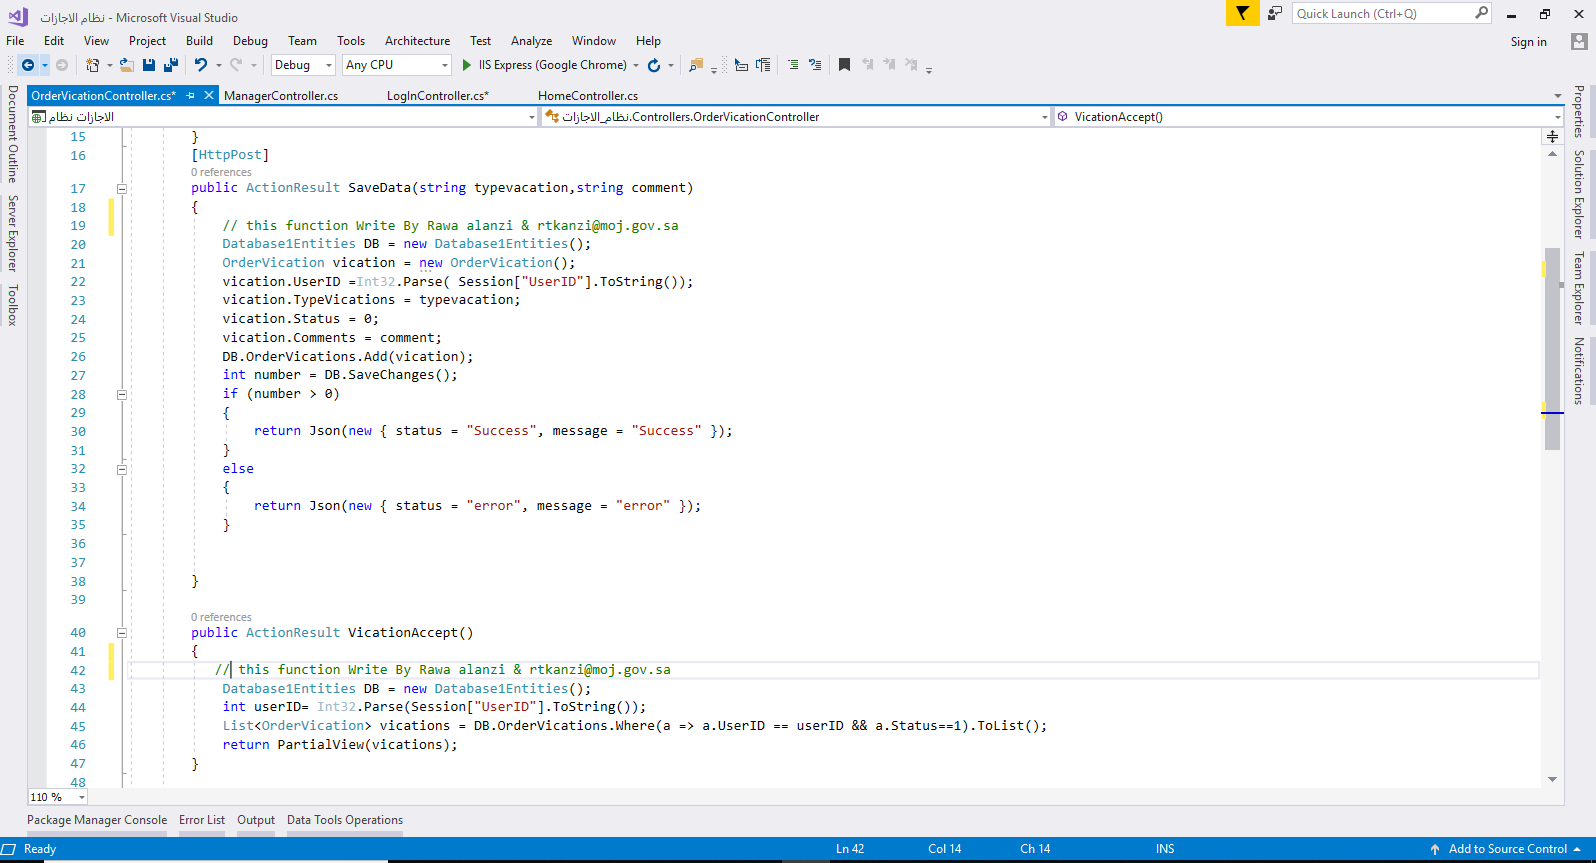 نظام الاجازات - Microsoft Visual Studio
Quick Launch (Ctrl+Q)
File Edit View Project Build Debug Team Tools Architecture Test Analyze Window Help
Sign in
Debug Any CPU IIS Express (Google Chrome)
OrderVicationController.cs* ManagerController.cs LogInController.cs* HomeController.cs
الاجازات نظام نظام_الاجازات.Controllers.OrderVicationController VicationAccept()
Document Outline
Server Explorer
Toolbox
15 }
16 [HttpPost]
0 references
17 public ActionResult SaveData(string typevacation,string comment)
18 {
19 // this function Write By Rawa alanzi & rtkanzi@moj.gov.sa
20 Database1Entities DB = new Database1Entities();
21 OrderVication vication = new OrderVication();
22 vication.UserID =Int32.Parse( Session["UserID"].ToString());
23 vication.TypeVications = typevacation;
24 vication.Status = 0;
25 vication.Comments = comment;
26 DB.OrderVications.Add(vication);
27 int number = DB.SaveChanges();
28 if (number > 0)
29 {
30 return Json(new { status = "Success", message = "Success" });
31 }
32 else
33 {
34 return Json(new { status = "error", message = "error" });
35 }
36
37
38 }
39
0 references
40 public ActionResult VicationAccept()
41 {
42 // this function Write By Rawa alanzi & rtkanzi@moj.gov.sa
43 Database1Entities DB = new Database1Entities();
44 int userID= Int32.Parse(Session["UserID"].ToString());
45 List<OrderVication> vications = DB.OrderVications.Where(a => a.UserID == userID && a.Status==1).ToList();
46 return PartialView(vications);
47 }
48
Properties
Solution Explorer
Team Explorer
Notifications
110 %
Package Manager Console Error List Output Data Tools Operations
Ready Ln 42 Col 14 Ch 14 INS Add to Source Control